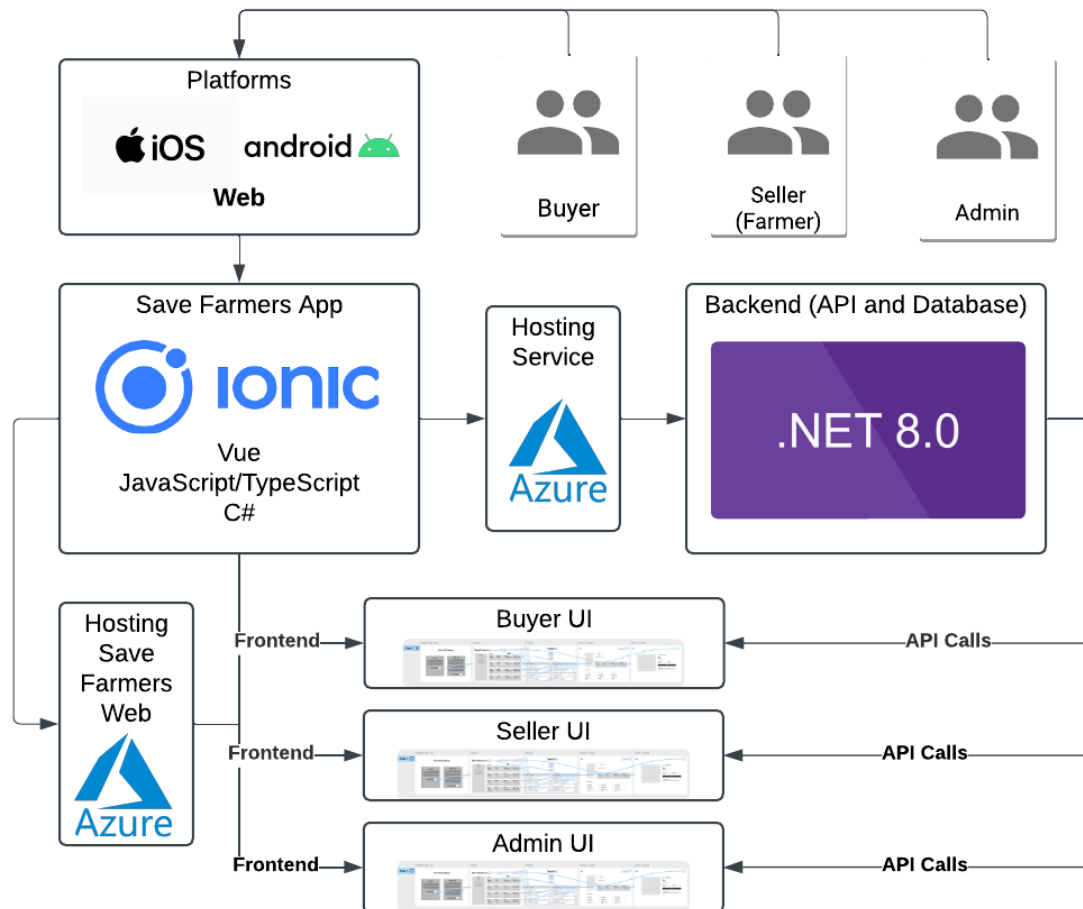 Platforms
iOS
android
Web
Buyer
Seller
(Farmer)
Admin
Save Farmers App
ionic
Vue
JavaScript/TypeScript
C#
Hosting
Service
Azure
Backend (API and Database)
.NET 8.0
Hosting
Save
Farmers
Web
Azure
Frontend
Buyer UI
API Calls
Frontend
Seller UI
API Calls
Frontend
Admin UI
API Calls